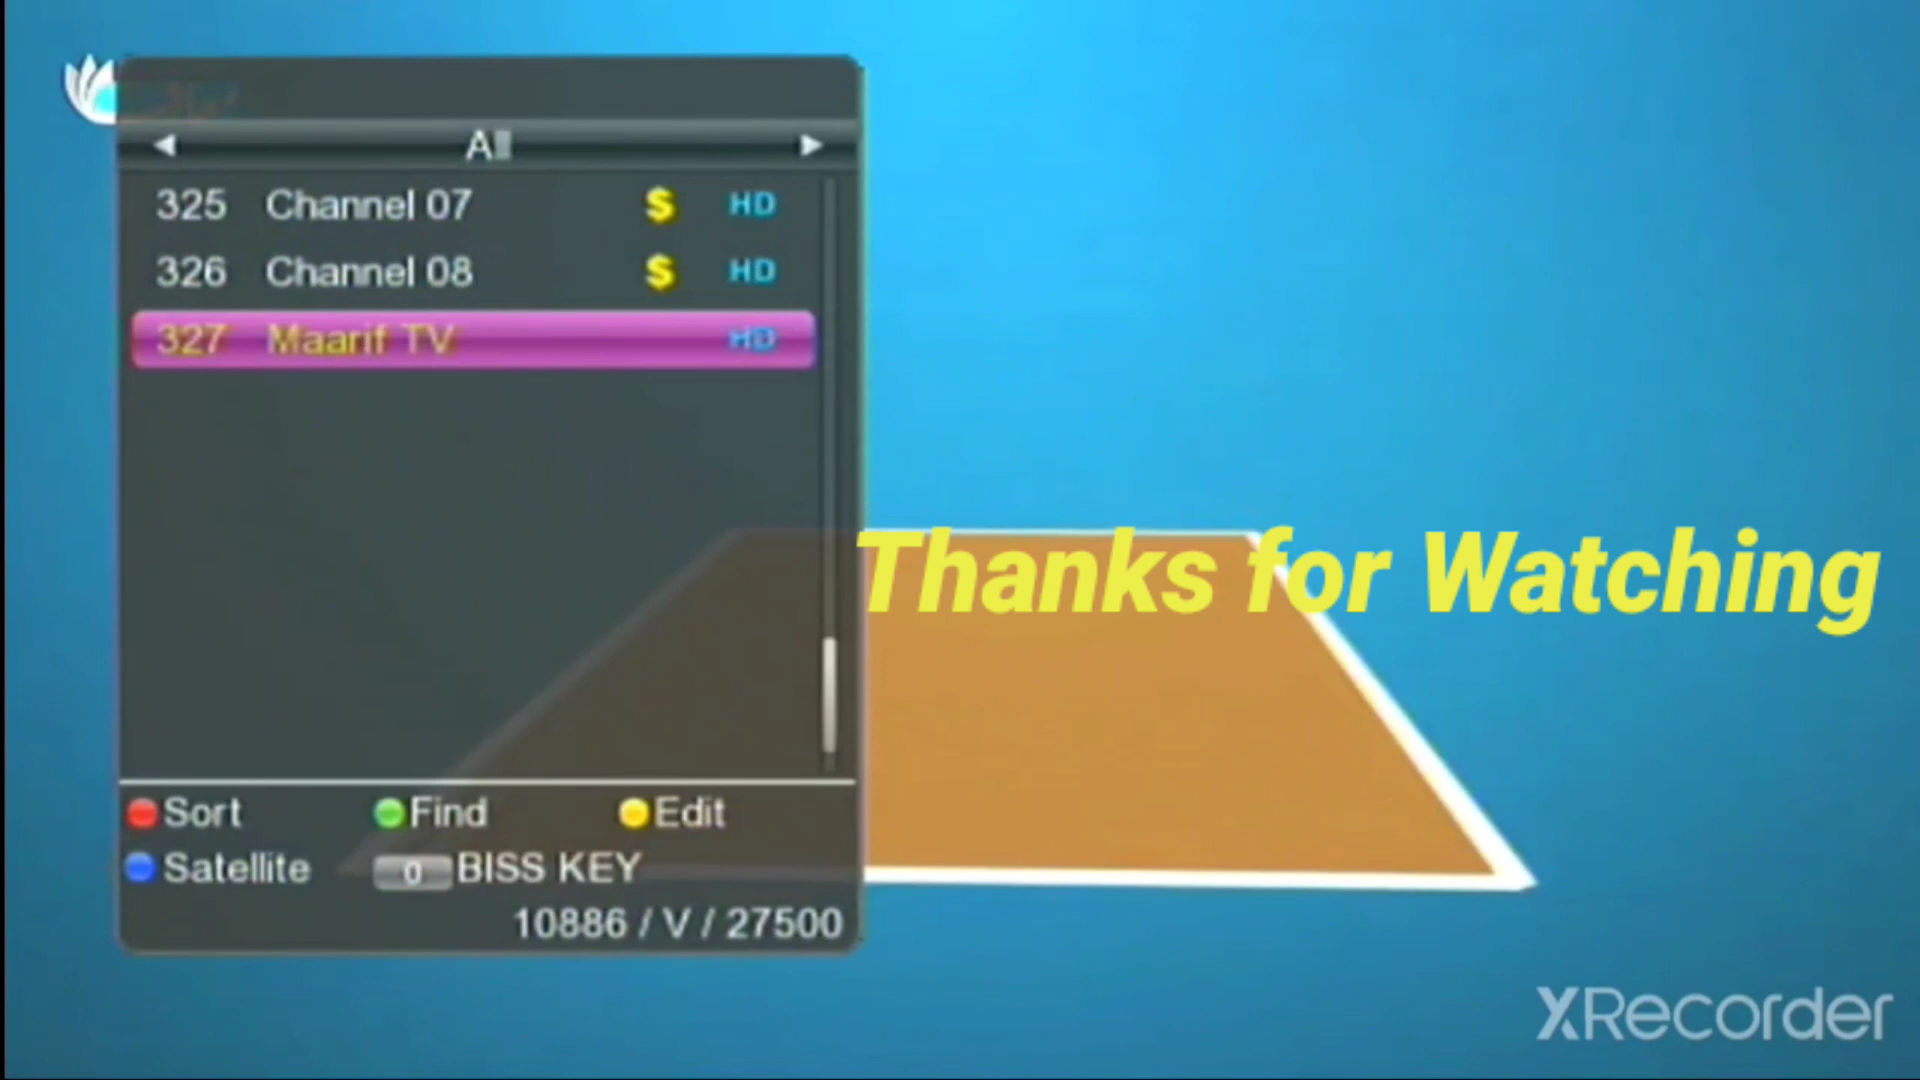 All
325 Channel 07 $ HD
326 Channel 08 $ HD
327 Maarif TV HD
Thanks for Watching
Sort Find Edit
Satellite 0 BISS KEY
10886 / V / 27500
XRecorder